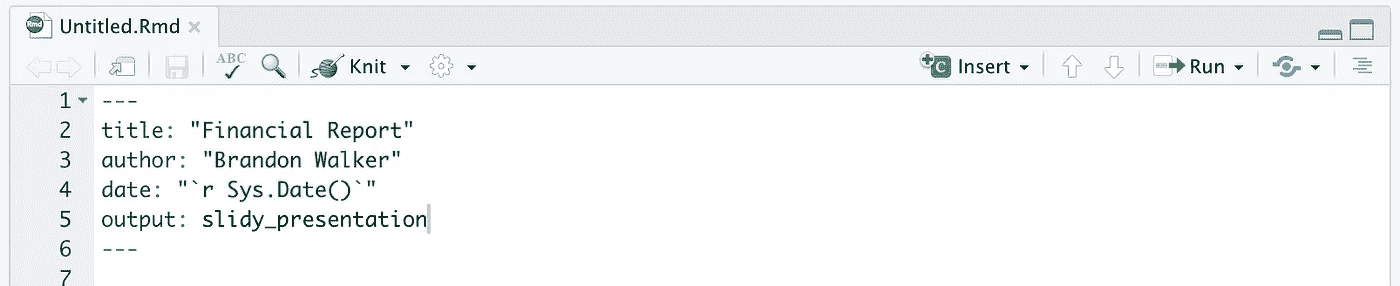 Untitled.Rmd
ABC Knit Insert Run
1 ---
2 title: "Financial Report"
3 author: "Brandon Walker"
4 date: "`r Sys.Date()`"
5 output: slidy_presentation
6 ---
7